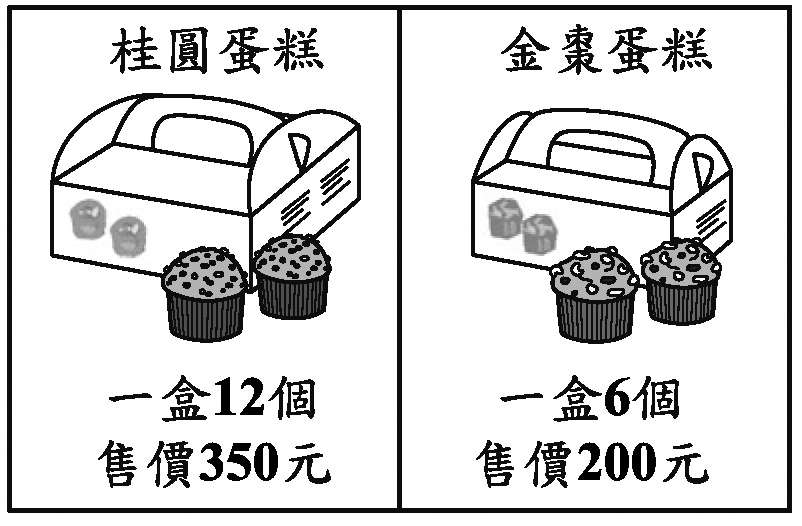 桂圓蛋糕
一盒12個
售價350元
金棗蛋糕
一盒6個
售價200元